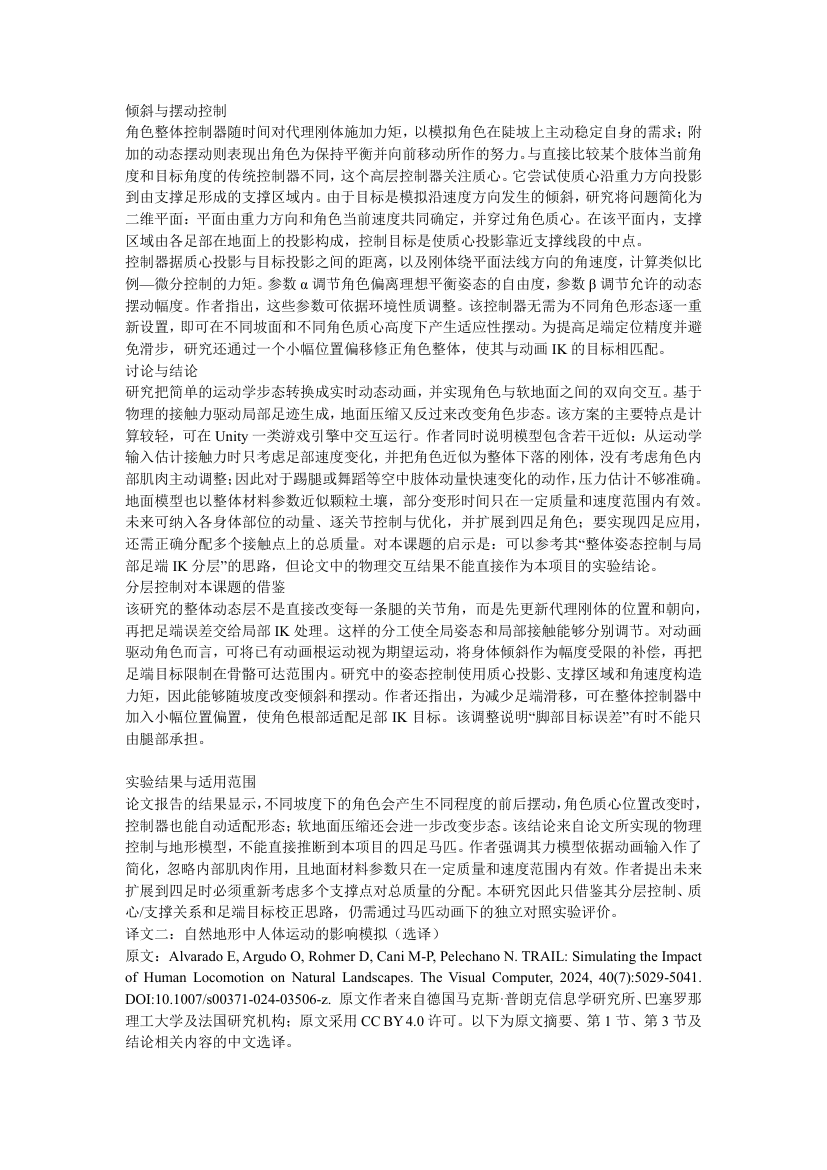 倾斜与摆动控制
角色整体控制器随时间对代理刚体施加力矩，以模拟角色在陡坡上主动稳定自身的需求；附
加的动态摆动则表现出角色为保持平衡并向前移动所作的努力。与直接比较某个肢体当前角
度和目标角度的传统控制器不同，这个高层控制器关注质心。它尝试使质心沿重力方向投影
到由支撑足形成的支撑区域内。由于目标是模拟沿速度方向发生的倾斜，研究将问题简化为
二维平面：平面由重力方向和角色当前速度共同确定，并穿过角色质心。在该平面内，支撑
区域由各足部在地面上的投影构成，控制目标是使质心投影靠近支撑线段的中点。
控制器据质心投影与目标投影之间的距离，以及刚体绕平面法线方向的角速度，计算类似比
例—微分控制的力矩。参数 α 调节角色偏离理想平衡姿态的自由度，参数 β 调节允许的动态
摆动幅度。作者指出，这些参数可依据环境性质调整。该控制器无需为不同角色形态逐一重
新设置，即可在不同坡面和不同角色质心高度下产生适应性摆动。为提高足端定位精度并避
免滑步，研究还通过一个小幅位置偏移修正角色整体，使其与动画 IK 的目标相匹配。
讨论与结论
研究把简单的运动学步态转换成实时动态动画，并实现角色与软地面之间的双向交互。基于
物理的接触力驱动局部足迹生成，地面压缩又反过来改变角色步态。该方案的主要特点是计
算较轻，可在 Unity 一类游戏引擎中交互运行。作者同时说明模型包含若干近似：从运动学
输入估计接触力时只考虑足部速度变化，并把角色近似为整体下落的刚体，没有考虑角色内
部肌肉主动调整；因此对于踢腿或舞蹈等空中肢体动量快速变化的动作，压力估计不够准确。
地面模型也以整体材料参数近似颗粒土壤，部分变形时间只在一定质量和速度范围内有效。
未来可纳入各身体部位的动量、逐关节控制与优化，并扩展到四足角色；要实现四足应用，
还需正确分配多个接触点上的总质量。对本课题的启示是：可以参考其“整体姿态控制与局
部足端 IK 分层”的思路，但论文中的物理交互结果不能直接作为本项目的实验结论。
分层控制对本课题的借鉴
该研究的整体动态层不是直接改变每一条腿的关节角，而是先更新代理刚体的位置和朝向，
再把足端误差交给局部 IK 处理。这样的分工使全局姿态和局部接触能够分别调节。对动画
驱动角色而言，可将已有动画根运动视为期望运动，将身体倾斜作为幅度受限的补偿，再把
足端目标限制在骨骼可达范围内。研究中的姿态控制使用质心投影、支撑区域和角速度构造
力矩，因此能够随坡度改变倾斜和摆动。作者还指出，为减少足端滑移，可在整体控制器中
加入小幅位置偏置，使角色根部适配足部 IK 目标。该调整说明“脚部目标误差”有时不能只
由腿部承担。
实验结果与适用范围
论文报告的结果显示，不同坡度下的角色会产生不同程度的前后摆动，角色质心位置改变时，
控制器也能自动适配形态；软地面压缩还会进一步改变步态。该结论来自论文所实现的物理
控制与地形模型，不能直接推断到本项目的四足马匹。作者强调其力模型依据动画输入作了
简化，忽略内部肌肉作用，且地面材料参数只在一定质量和速度范围内有效。作者提出未来
扩展到四足时必须重新考虑多个支撑点对总质量的分配。本研究因此只借鉴其分层控制、质
心/支撑关系和足端目标校正思路，仍需通过马匹动画下的独立对照实验评价。
译文二：自然地形中人体运动的影响模拟（选译）
原文：Alvarado E, Argudo O, Rohmer D, Cani M-P, Pelechano N. TRAIL: Simulating the Impact
of Human Locomotion on Natural Landscapes. The Visual Computer, 2024, 40(7):5029-5041.
DOI:10.1007/s00371-024-03506-z. 原文作者来自德国马克斯·普朗克信息学研究所、巴塞罗那
理工大学及法国研究机构；原文采用 CC BY 4.0 许可。以下为原文摘要、第 1 节、第 3 节及
结论相关内容的中文选译。